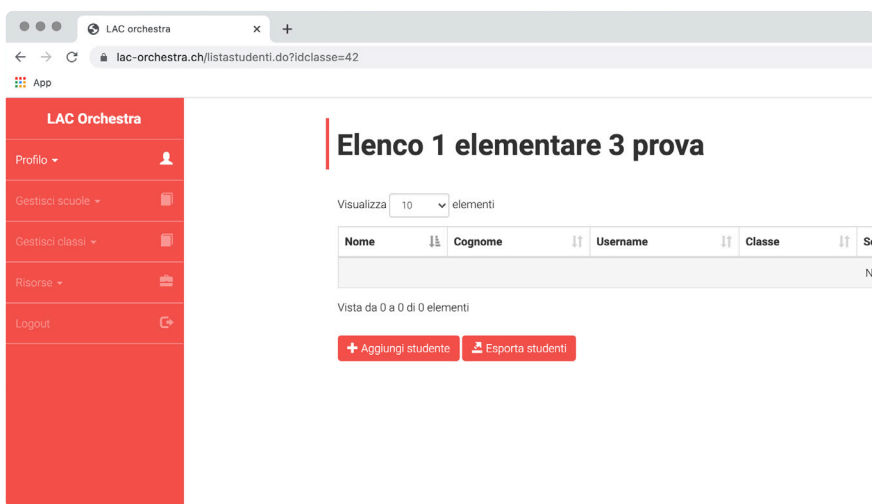 LAC orchestra
lac-orchestra.ch/listastudenti.do?idclasse=42
App
LAC Orchestra
Profilo
Gestisci scuole
Gestisci classi
Risorse
Logout
Elenco 1 elementare 3 prova
Visualizza 10 elementi
Nome Cognome Username Classe
Vista da 0 a 0 di 0 elementi
Aggiungi studente Esporta studenti